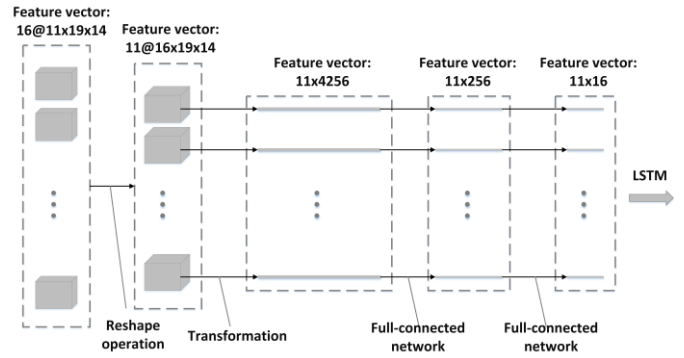 Feature vector:
16@11x19x14
Feature vector:
11@16x19x14
Feature vector:
11x4256
Feature vector:
11x256
Feature vector:
11x16
LSTM
Reshape
operation
Transformation
Full-connected
network
Full-connected
network